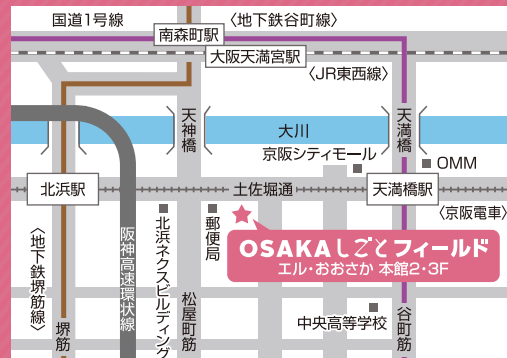 国道1号線
〈地下鉄谷町線〉
南森町駅
大阪天満宮駅
〈JR東西線〉
天神橋
大川
天満橋
京阪シティモール
OMM
北浜駅
土佐堀通
天満橋駅
〈京阪電車〉
〈地下鉄堺筋線〉
堺筋
阪神高速環状線
北浜ネクスビルディング
郵便局
松屋町筋
OSAKAしごとフィールド
エル・おおさか 本館2・3F
中央高等学校
谷町筋